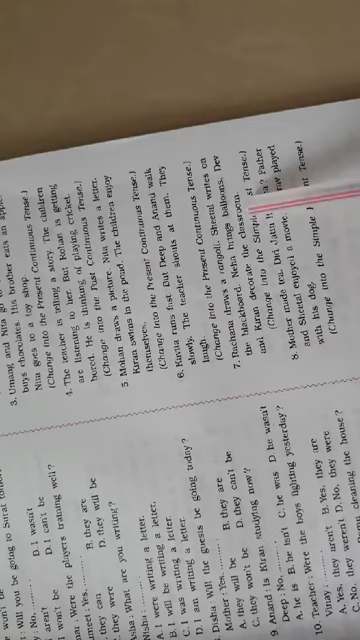 3. Umang and Nita go to
buys chocolates. His brother eats an apple.
Nita goes to a toy shop.
(Change into the Present Continuous Tense.)
4. The teacher is telling a story. The children
are listening to her. But Rohan is getting
bored. He is thinking of playing cricket.
(Change into the Past Continuous Tense.)
5 Mohan draws a picture. Nita writes a letter.
Kiran swims in the pond. The children enjoy
themselves.
(Change into the Present Continuous Tense.)
6. Kavita runs fast. But Deep and Anand walk
slowly. The teacher shouts at them. They
laugh.
(Change into the Present Continuous Tense.)
7. Rachana draws a rangoli. Sheetal writes on
the blackboard. Neha brings balloons. Dev
and Kiran decorate the classroom.
(Change into the Simple Tense.)
8. Mother made tea. Did Jatin Father
and Sheetal enjoyed a movie. played
with his dog.
(Change into the Simple Tense.)
won't be
Will you be going to Surat
No, ...... B. I wasn't
aren't D. I can't be
won't be
Were the players training well?
Yes, ...... B. they are
they can D. they will be
they were
What are you writing?
Nisha:
A. I were writing a letter.
B. I will be writing a letter.
C. I was writing a letter.
D. I am writing a letter.
Disha : Will the guests be going today?
Mother : Yes, ...... B. they are
A. they will be D. they can't be
C. they won't be
9. Anand : Is Kiran studying now?
Deep : No, ......
A. he is B. he isn't C. he was D. he wasn't
10. Teacher : Were the boys fighting yesterday?
Vinay,
A. Yes, they aren't B. Yes, they are
C. No, they weren't D. No, they were
cleaning the house?